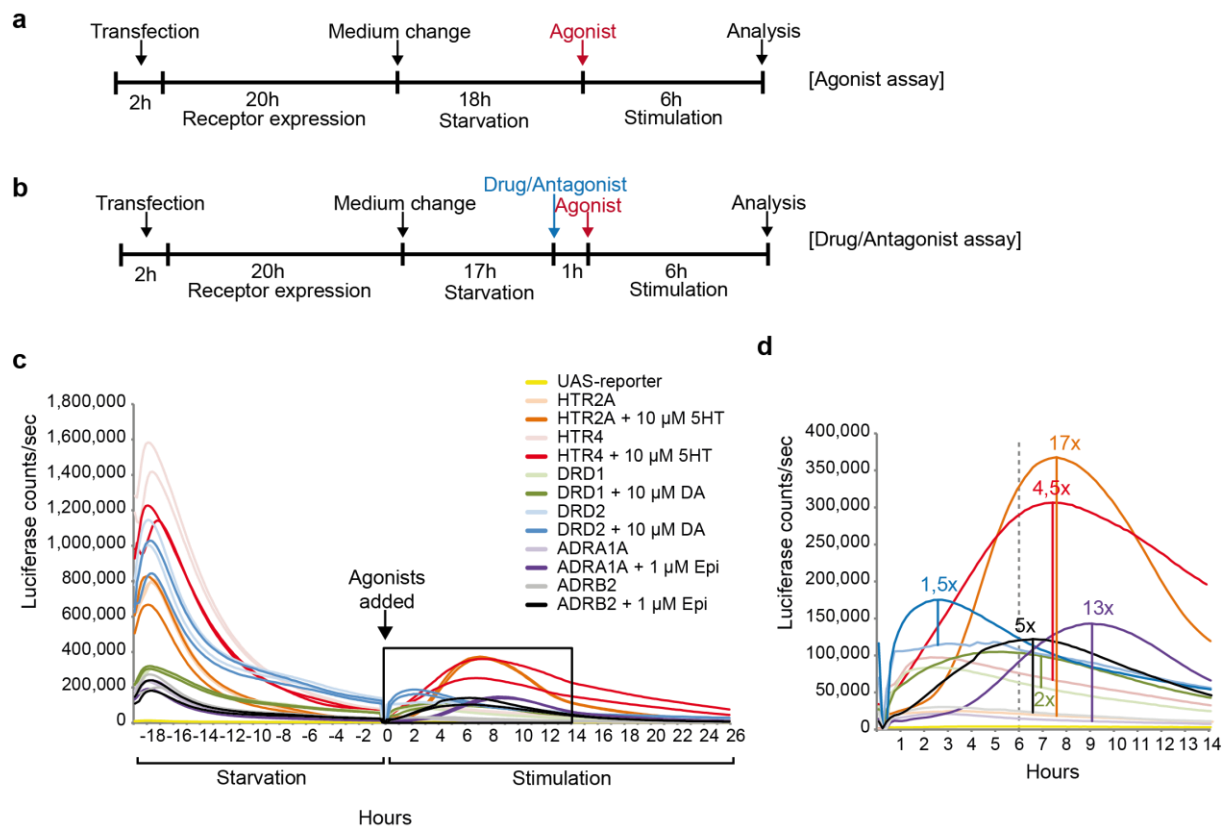 a
Transfection
Medium change
Agonist
Analysis
[Agonist assay]
2h
20h
18h
6h
Receptor expression
Starvation
Stimulation
b
Drug/Antagonist
Transfection
Medium change
Agonist
Analysis
[Drug/Antagonist assay]
2h
20h
17h
1h
6h
Receptor expression
Starvation
Stimulation
c
Luciferase counts/sec
1,800,000
1,600,000
1,400,000
1,200,000
1,000,000
800,000
600,000
400,000
200,000
0
UAS-reporter
HTR2A
HTR2A + 10 µM 5HT
HTR4
HTR4 + 10 µM 5HT
DRD1
DRD1 + 10 µM DA
DRD2
DRD2 + 10 µM DA
ADRA1A
ADRA1A + 1 µM Epi
ADRB2
ADRB2 + 1 µM Epi
Agonists
added
-18 -16 -14 -12 -10 -8 -6 -4 -2 0 2 4 6 8 10 12 14 16 18 20 22 24 26
Starvation
Stimulation
Hours
d
Luciferase counts/sec
400,000
350,000
300,000
250,000
200,000
150,000
100,000
50,000
0
17x
4,5x
1,5x
13x
5x
2x
1 2 3 4 5 6 7 8 9 10 11 12 13 14
Hours